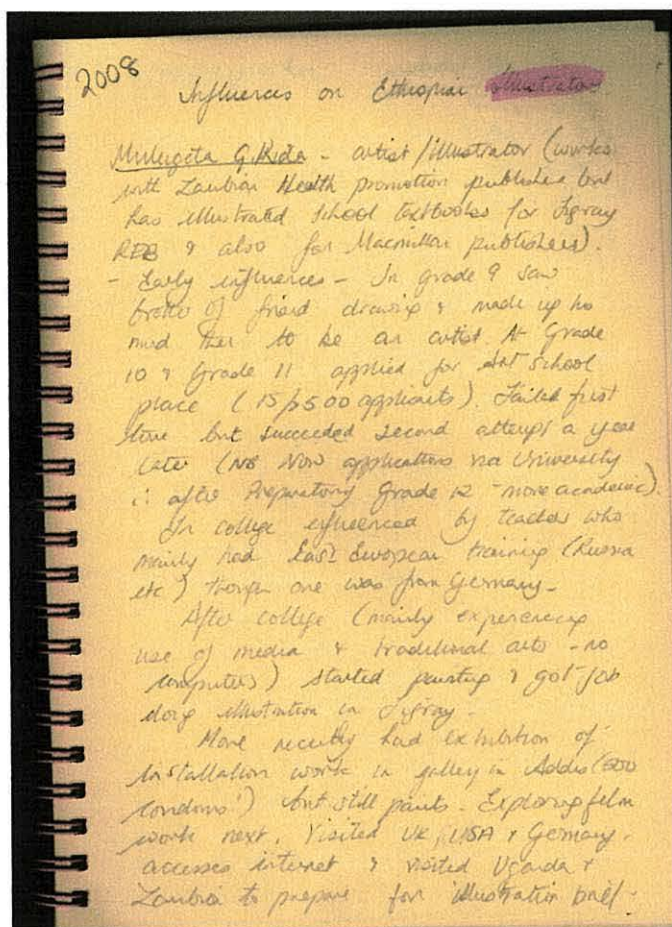 2008
Influences on Ethiopian Illustrators
Mulugeta G. - artist/illustrator (works
with Zambian Health promotion publisher but
has illustrated school textbooks for Tigray
REB & also for Macmillan publishers).
- Early influences - In grade 9 saw
brother of friend drawing & made up his
mind then to be an artist. At Grade
10 & Grade 11 applied for Art School
place (15/2500 applicants). Failed first
time but succeeded second attempt a year
later (NB Now applications via University
∴ after Preparatory Grade 12 - more academic).
In college influenced by teachers who
mainly had East European training (Russia
etc) though one was from Germany.
After college (mainly experiencing
use of media & traditional arts - no
computers) started painting & got job
doing illustration in Tigray.
More recently had exhibition of
installation work in gallery in Addis (
condoms!) but still paints. Exploring film
work next. Visited UK, USA & Germany.
accesses internet & visited Uganda &
Zambia to prepare for illustration brief.